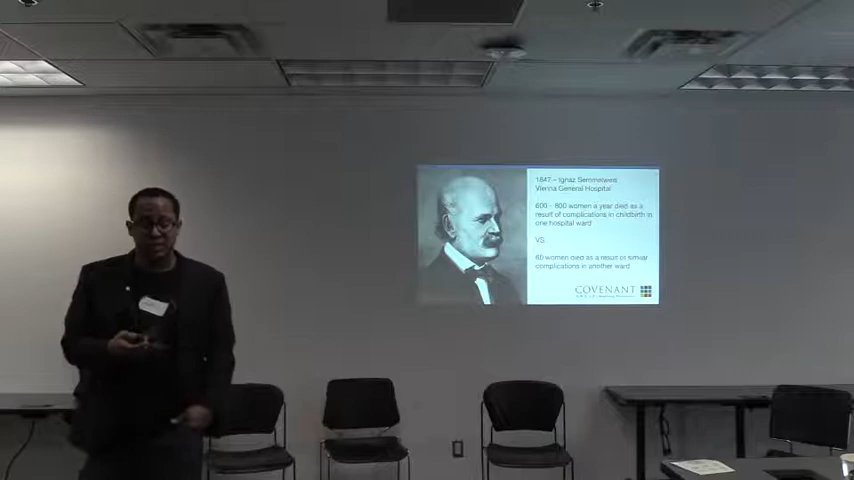 1847 – Ignaz Semmelweis
Vienna General Hospital
600 - 800 women a year died as a
result of complications in childbirth in
one hospital ward
VS.
60 women died as a result of similar
complications in another ward
COVENANT